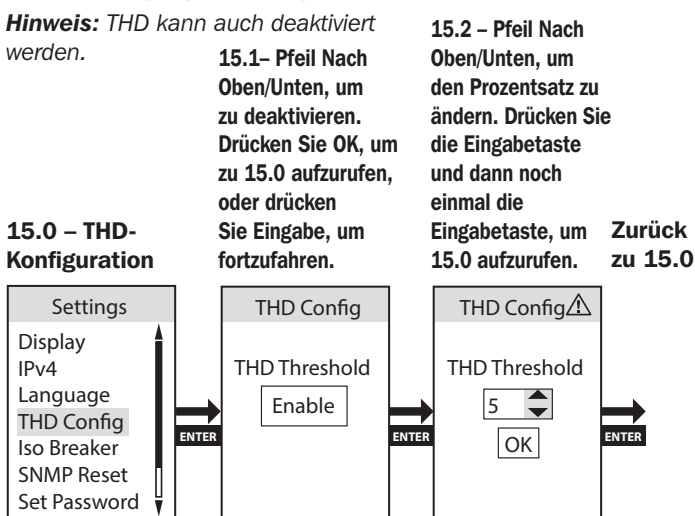 Hinweis: THD kann auch deaktiviert
werden.
15.0 – THD-
Konfiguration
15.1– Pfeil Nach
Oben/Unten, um
zu deaktivieren.
Drücken Sie OK, um
zu 15.0 aufzurufen,
oder drücken
Sie Eingabe, um
fortzufahren.
15.2 – Pfeil Nach
Oben/Unten, um
den Prozentsatz zu
ändern. Drücken Sie
die Eingabetaste
und dann noch
einmal die
Eingabetaste, um
15.0 aufzurufen.
Zurück
zu 15.0
Settings
Display
IPv4
Language
THD Config
Iso Breaker
SNMP Reset
Set Password
ENTER
THD Config
THD Threshold
Enable
ENTER
THD Config
THD Threshold
5
OK
ENTER